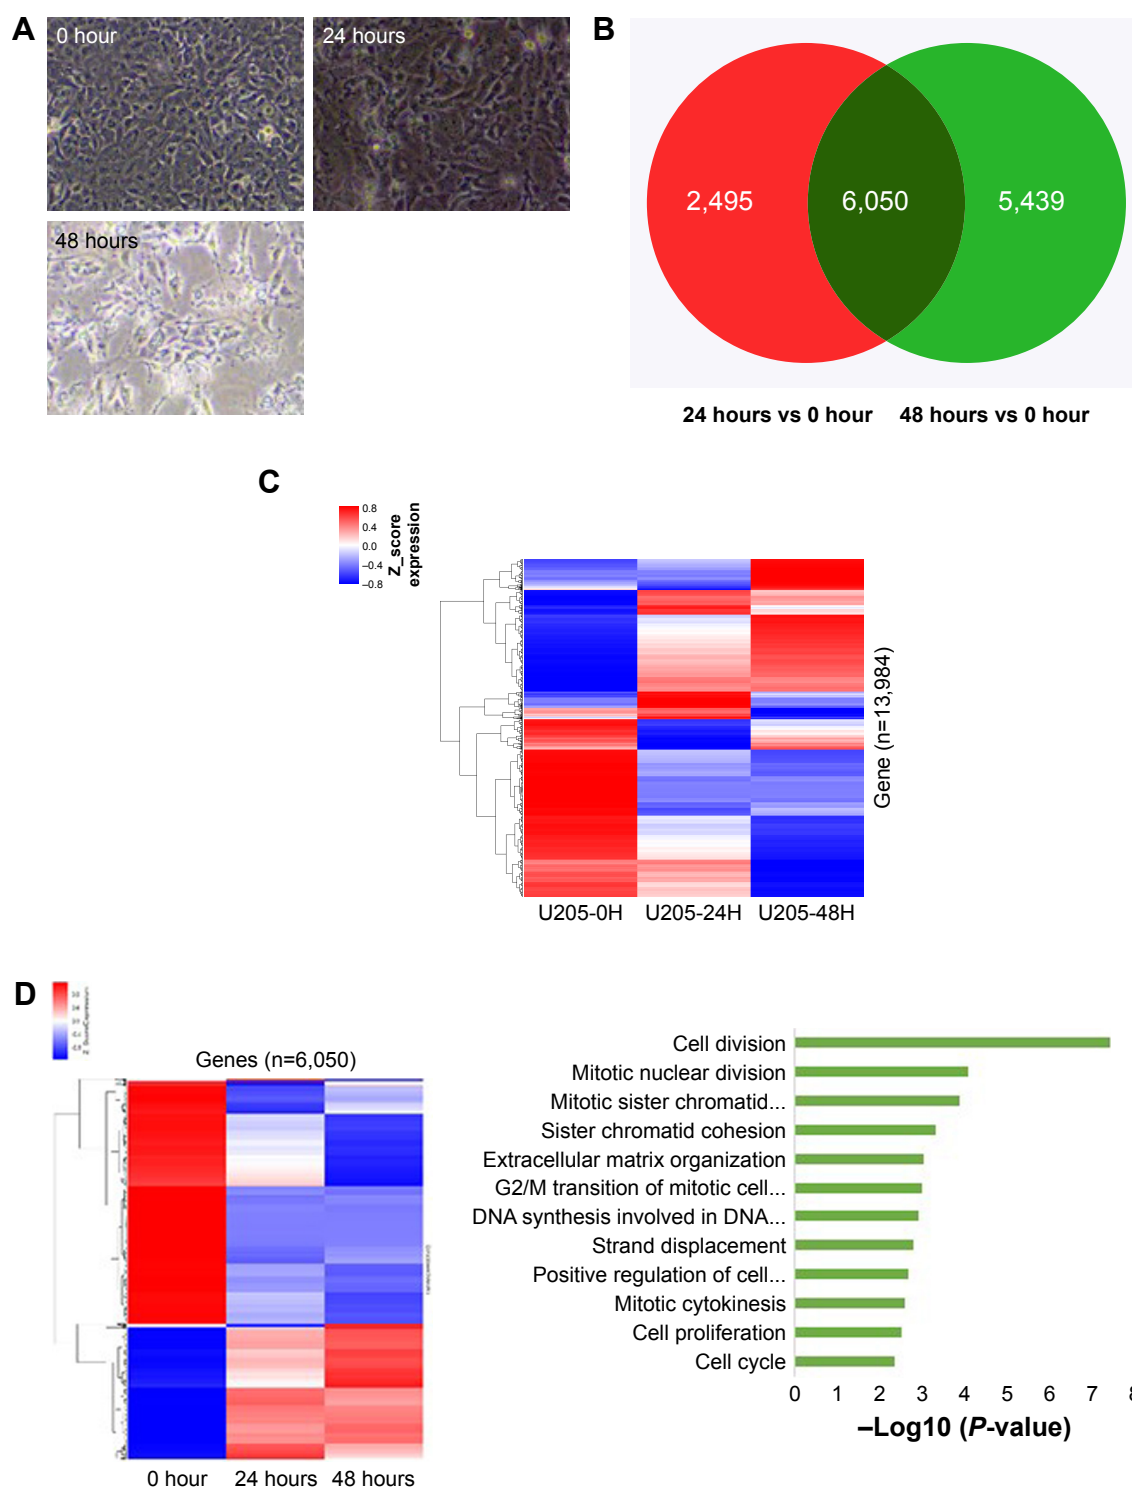 A
0 hour
24 hours
48 hours
B
2,495
6,050
5,439
24 hours vs 0 hour
48 hours vs 0 hour
C
0.8
0.4
0.0
–0.4
–0.8
Z_score
expression
Gene (n=13,984)
U205-0H
U205-24H
U205-48H
D
Genes (n=6,050)
0 hour
24 hours
48 hours
Cell division
Mitotic nuclear division
Mitotic sister chromatid...
Sister chromatid cohesion
Extracellular matrix organization
G2/M transition of mitotic cell...
DNA synthesis involved in DNA...
Strand displacement
Positive regulation of cell...
Mitotic cytokinesis
Cell proliferation
Cell cycle
0 1 2 3 4 5 6 7
–Log10 (P-value)